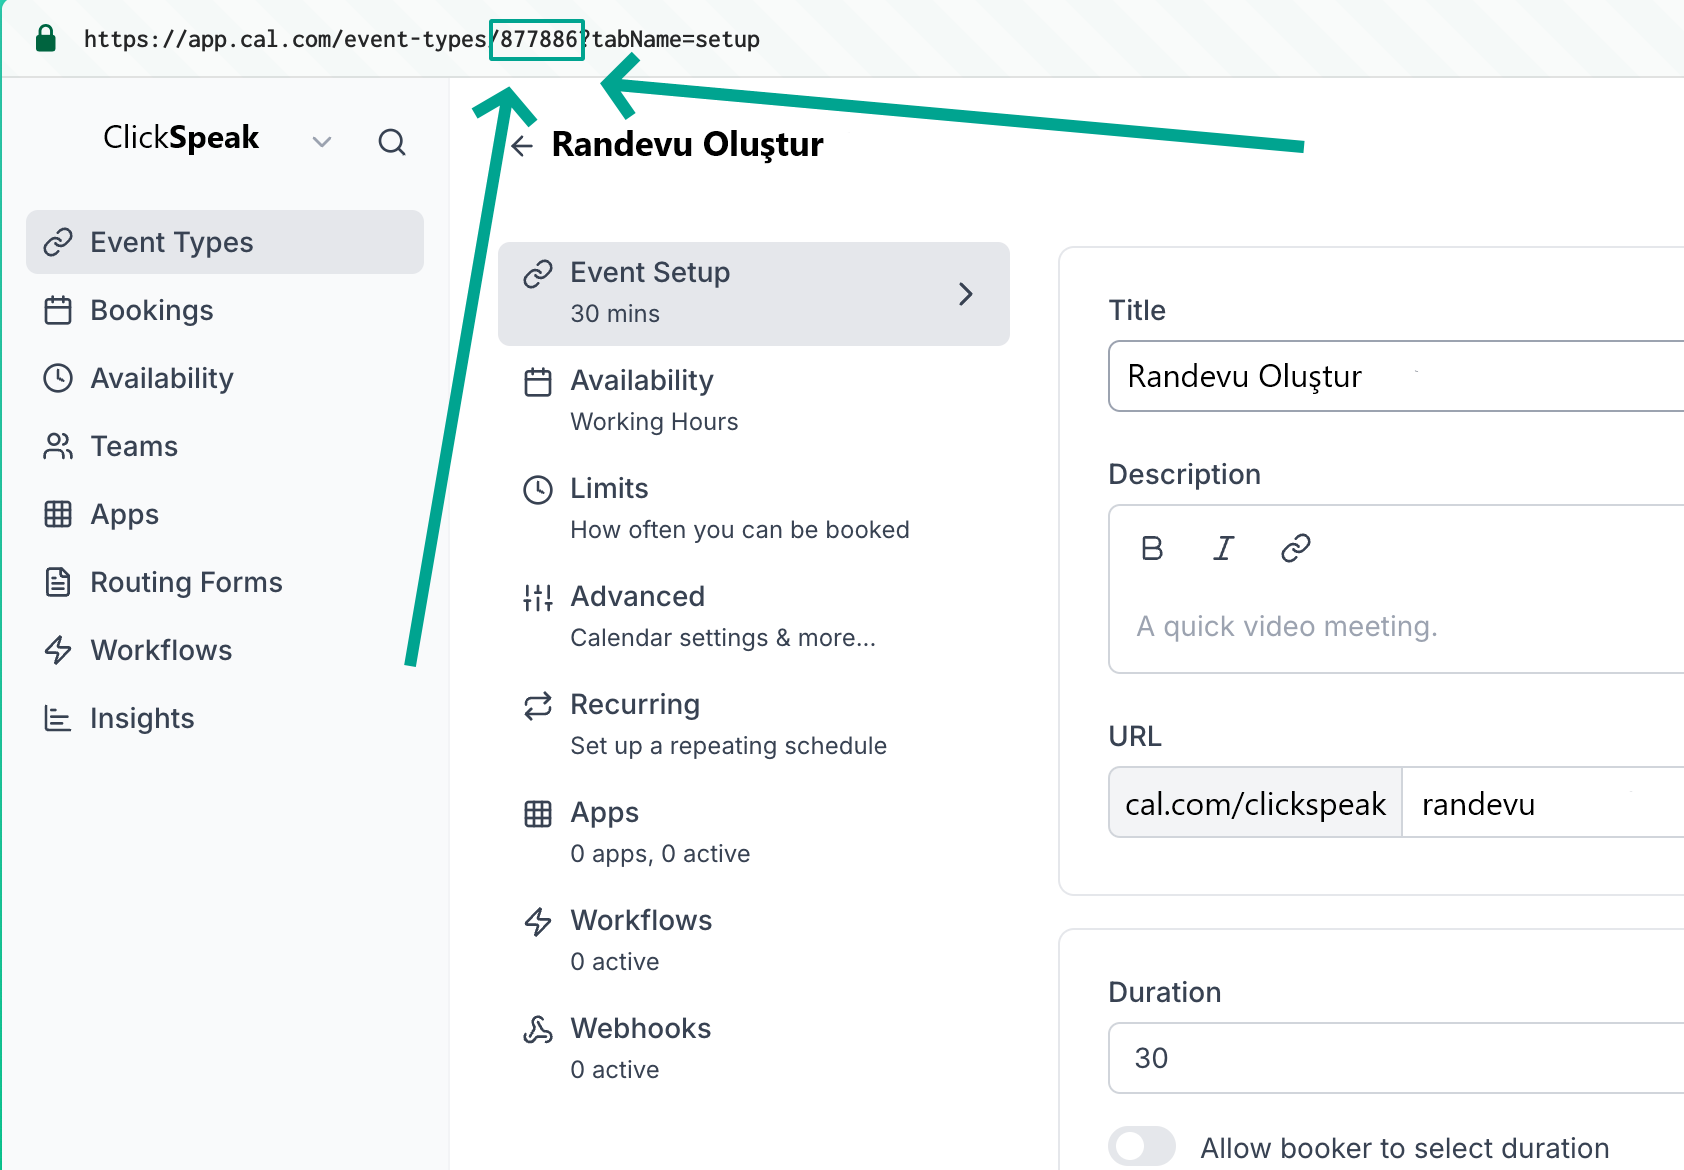 https://app.cal.com/event-types/877886?tabName=setup
ClickSpeak
Event Types
Bookings
Availability
Teams
Apps
Routing Forms
Workflows
Insights
Randevu Oluştur
Event Setup
30 mins
Availability
Working Hours
Limits
How often you can be booked
Advanced
Calendar settings & more...
Recurring
Set up a repeating schedule
Apps
0 apps, 0 active
Workflows
0 active
Webhooks
0 active
Title
Randevu Oluştur
Description
B I
A quick video meeting.
URL
cal.com/clickspeak randevu
Duration
30
Allow booker to select duration